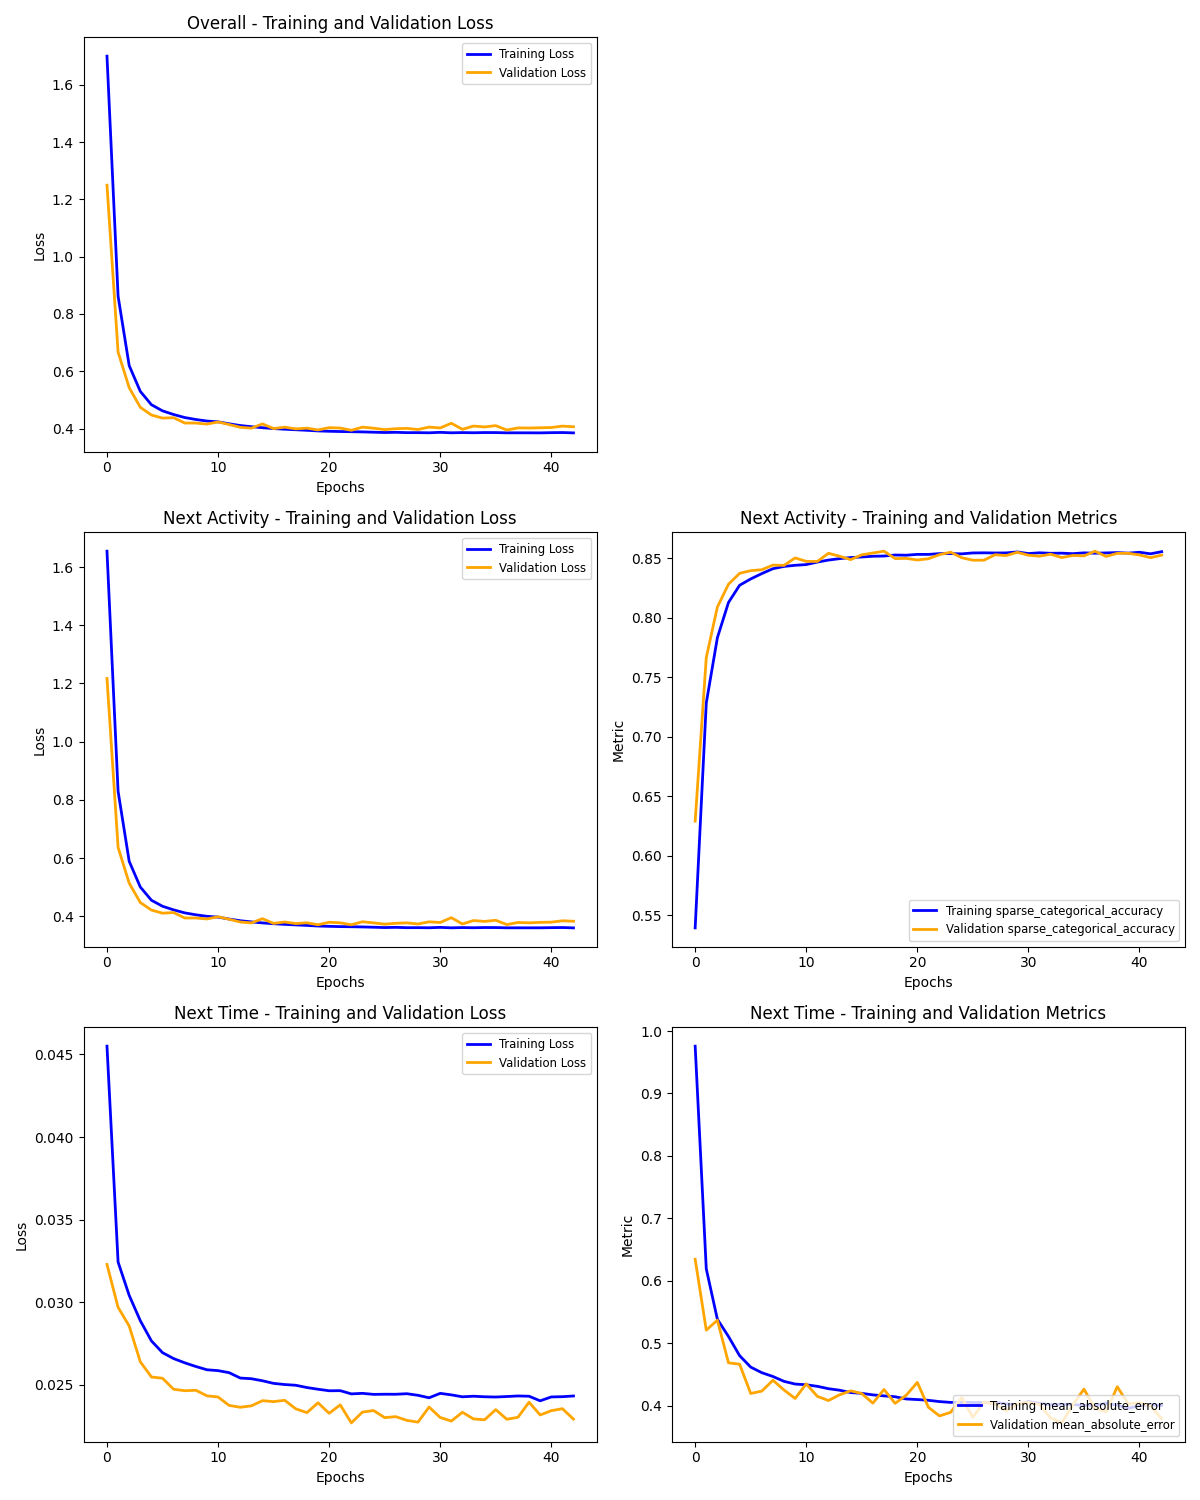 Overall - Training and Validation Loss
Training Loss
Validation Loss
1.6
1.4
1.2
1.0
0.8
0.6
0.4
Loss
0 10 20 30 40
Epochs
Next Activity - Training and Validation Loss
Training Loss
Validation Loss
1.6
1.4
1.2
1.0
0.8
0.6
0.4
Loss
0 10 20 30 40
Epochs
Next Activity - Training and Validation Metrics
0.85
0.80
0.75
0.70
0.65
0.60
0.55
Metric
Training sparse_categorical_accuracy
Validation sparse_categorical_accuracy
0 10 20 30 40
Epochs
Next Time - Training and Validation Loss
Training Loss
Validation Loss
0.045
0.040
0.035
0.030
0.025
Loss
0 10 20 30 40
Epochs
Next Time - Training and Validation Metrics
1.0
0.9
0.8
0.7
0.6
0.5
0.4
Metric
Training mean_absolute_error
Validation mean_absolute_error
0 10 20 30 40
Epochs